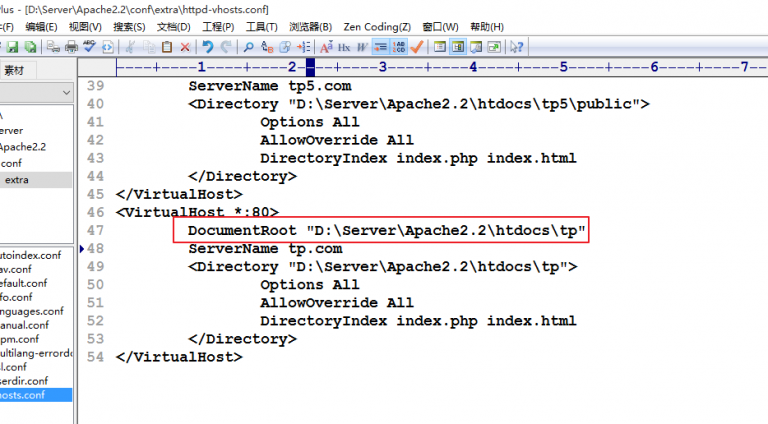 Plus - [D:\Server\Apache2.2\conf\extra\httpd-vhosts.conf]
(F) 编辑(E) 视图(V) 搜索(S) 文档(D) 工程(P) 工具(T) 浏览器(B) Zen Coding(Z) 窗口(W) 帮助(H)
素材
\
erver
Apache2.2
conf
extra
utoindex.conf
av.conf
efault.conf
fo.conf
anguages.conf
anual.conf
pm.conf
ultilang-errordo
l.conf
serdir.conf
hosts.conf
----+----1----+----2----+----3----+----4----+----5----+----6----+----7--
39 ServerName tp5.com
40 <Directory "D:\Server\Apache2.2\htdocs\tp5\public">
41 Options All
42 AllowOverride All
43 DirectoryIndex index.php index.html
44 </Directory>
45 </VirtualHost>
46 <VirtualHost *:80>
47 DocumentRoot "D:\Server\Apache2.2\htdocs\tp"
48 ServerName tp.com
49 <Directory "D:\Server\Apache2.2\htdocs\tp">
50 Options All
51 AllowOverride All
52 DirectoryIndex index.php index.html
53 </Directory>
54 </VirtualHost>